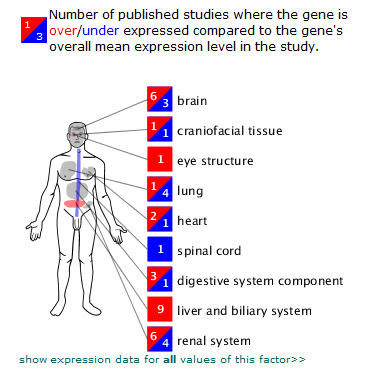 1 3 Number of published studies where the gene is
over/under expressed compared to the gene's
overall mean expression level in the study.
6 3 brain
1 1 craniofacial tissue
1 eye structure
1 4 lung
2 1 heart
1 spinal cord
3 1 digestive system component
9 liver and biliary system
6 4 renal system
show expression data for all values of this factor>>